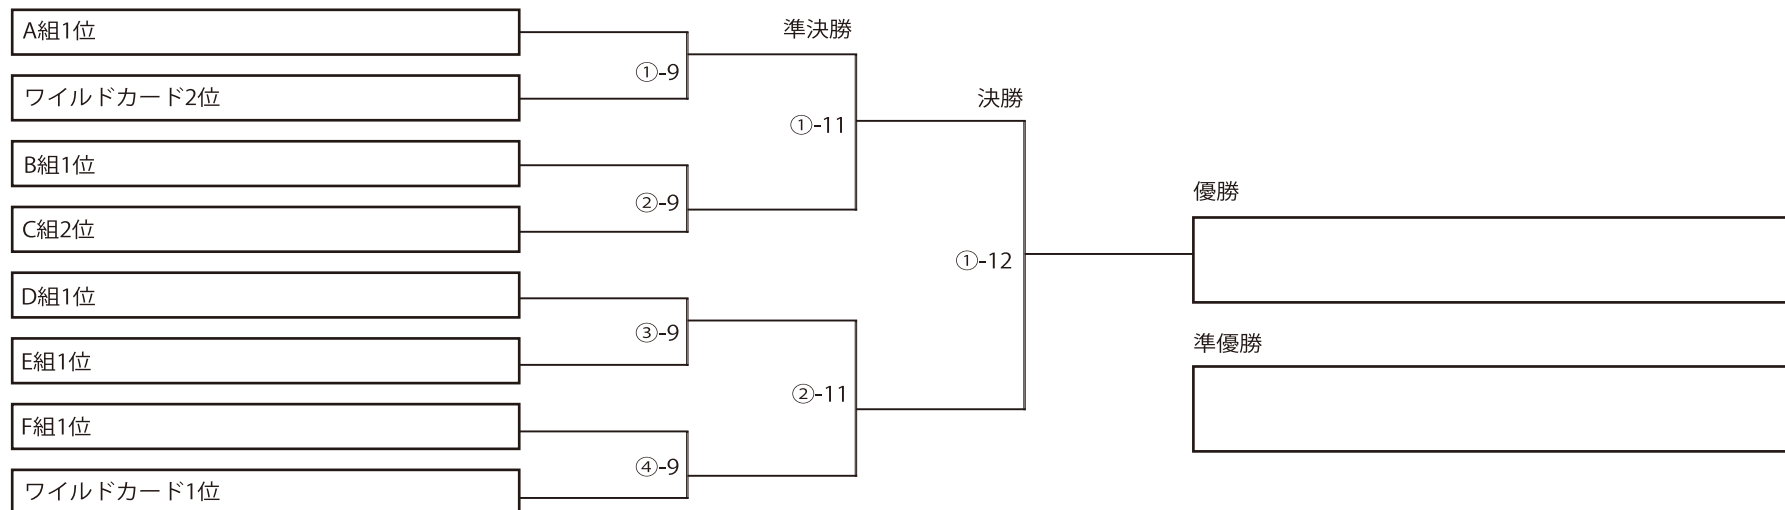 A組1位
ワイルドカード2位
B組1位
C組2位
D組1位
E組1位
F組1位
ワイルドカード1位
①-9
②-9
③-9
④-9
準決勝
①-11
②-11
決勝
①-12
優勝
準優勝